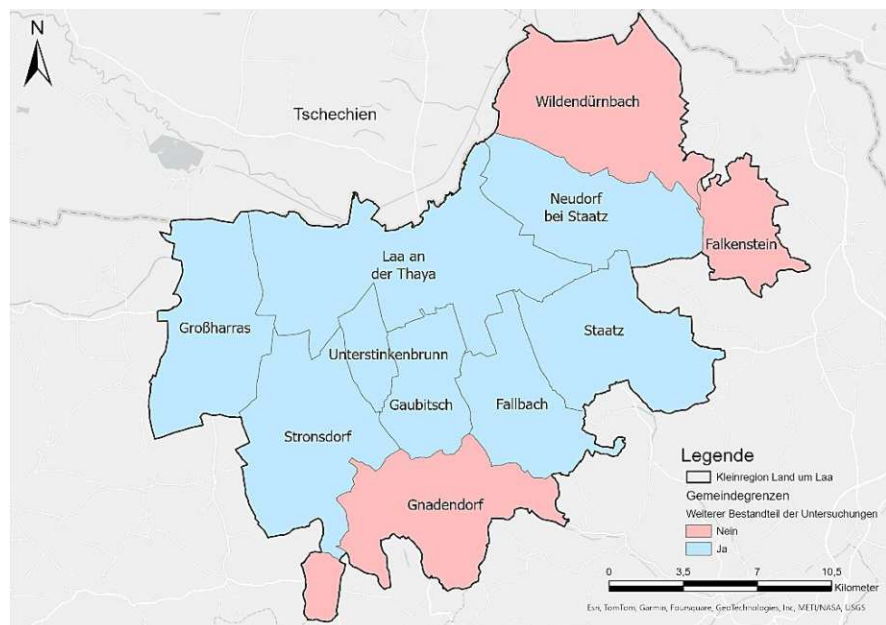 N
Tschechien
Wildendürnbach
Neudorf
bei Staatz
Falkenstein
Laa an
der Thaya
Großharras
Staatz
Unterstinkenbrunn
Gaubitsch
Fallbach
Stronsdorf
Gnadendorf
Legende
Kleinregion Land um Laa
Gemeindegrenzen
Weiterer Bestandteil der Untersuchungen
Nein
Ja
0 3,5 7 10,5
Kilometer
Esri, TomTom, Garmin, Foursquare, GeoTechnologies, Inc, METI/NASA, USGS